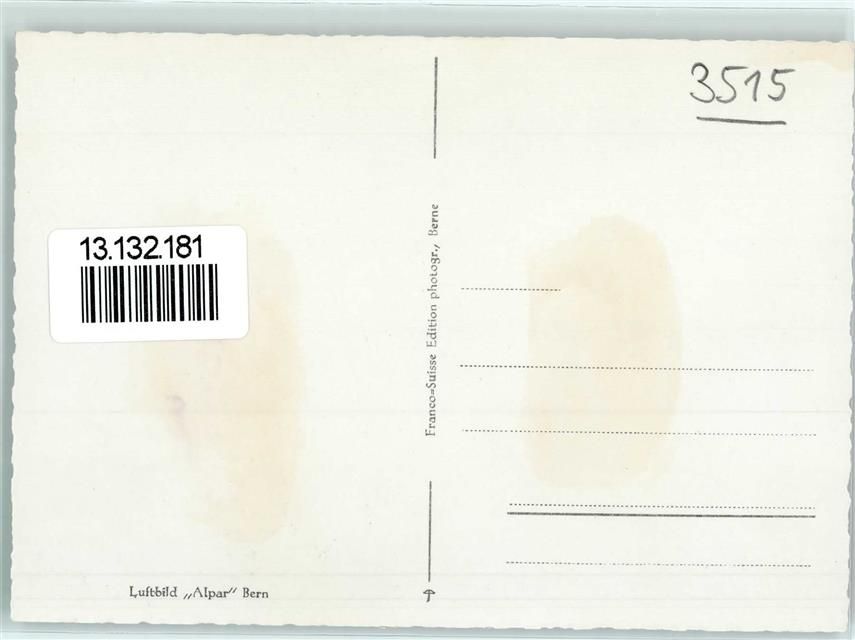 3515
13.132.181
Franco=Suisse Edition photogr., Berne
Luftbild „Alpar“ Bern